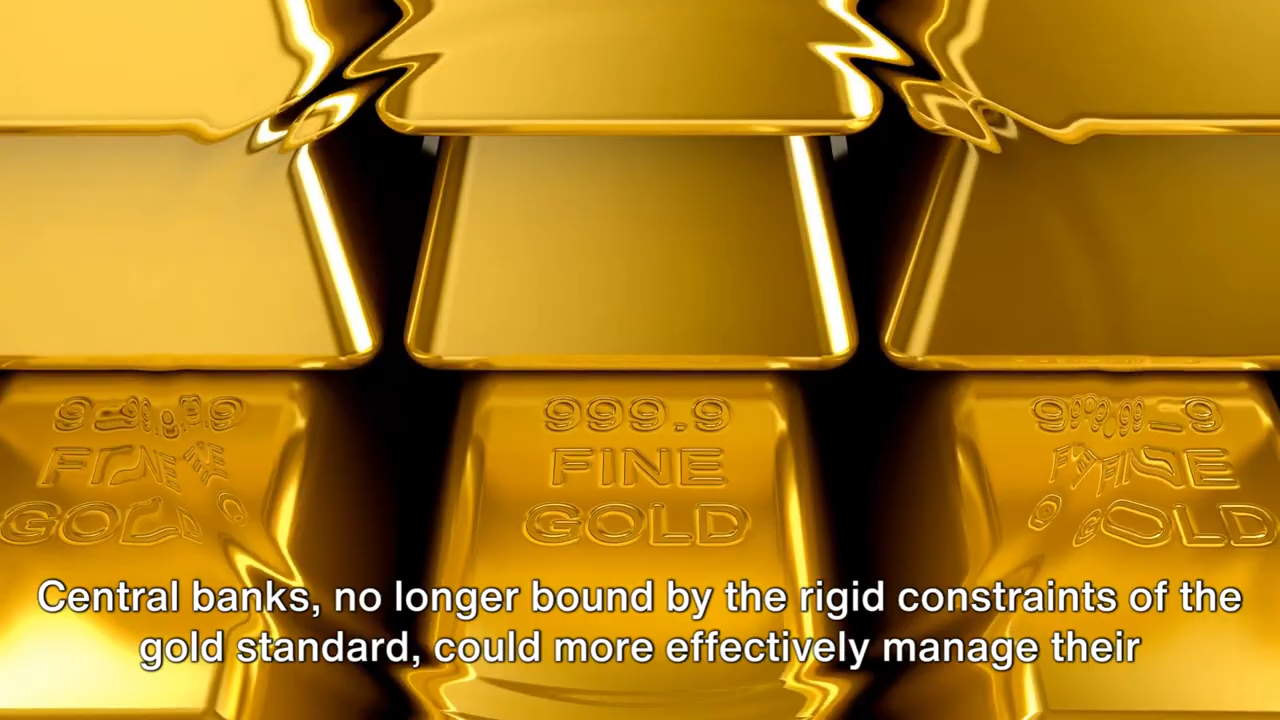 999.9
FINE
GOLD
Central banks, no longer bound by the rigid constraints of the
gold standard, could more effectively manage their